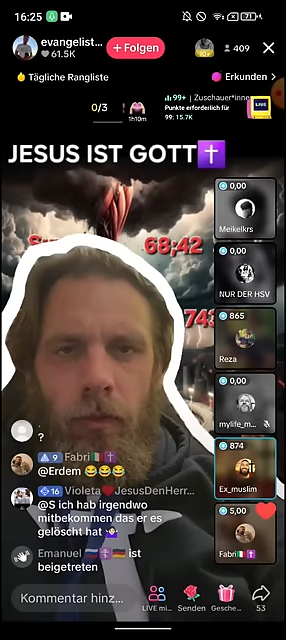 16:25
71
evangelist...
61.5K
+ Folgen
409
Tägliche Rangliste
Erkunden >
0/3
1h10m
99+ | Zuschauer*innen
Punkte erforderlich für
99: 15.7K
LIVE
JESUS IST GOTT✝️
68;42
0,00
Meikelkrs
0,00
NUR DER HSV
865
Reza
0,00
mylife_m...
874
Ex_muslim
5,00
Fabri🇮🇹✝️
?
9 Fabri🇮🇹✝️
@Erdem 😂😂😂
16 Violeta❤️JesusDenHerr...
@S ich hab irgendwo
mitbekommen das er es
gelöscht hat 🤷🏻‍♀️
Emanuel 🇷🇺☦️🇩🇪 ist
beigetreten
Kommentar hinz...
LIVE mi...
Senden
Gesche...
53